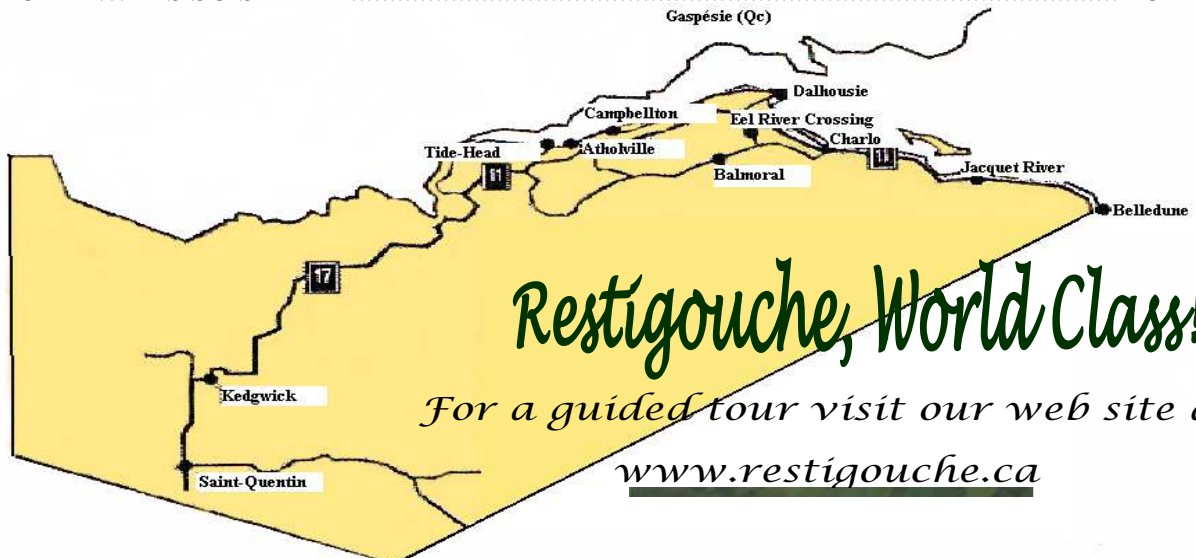 Gaspésie (Qc)
Dalhousie
Campbellton
Eel River Crossing
Charlo
Tide-Head
Atholville
11
Jacquet River
Balmoral
Belledune
17
Restigouche, World Class!
Kedgwick
For a guided tour visit our web site
www.restigouche.ca
Saint-Quentin